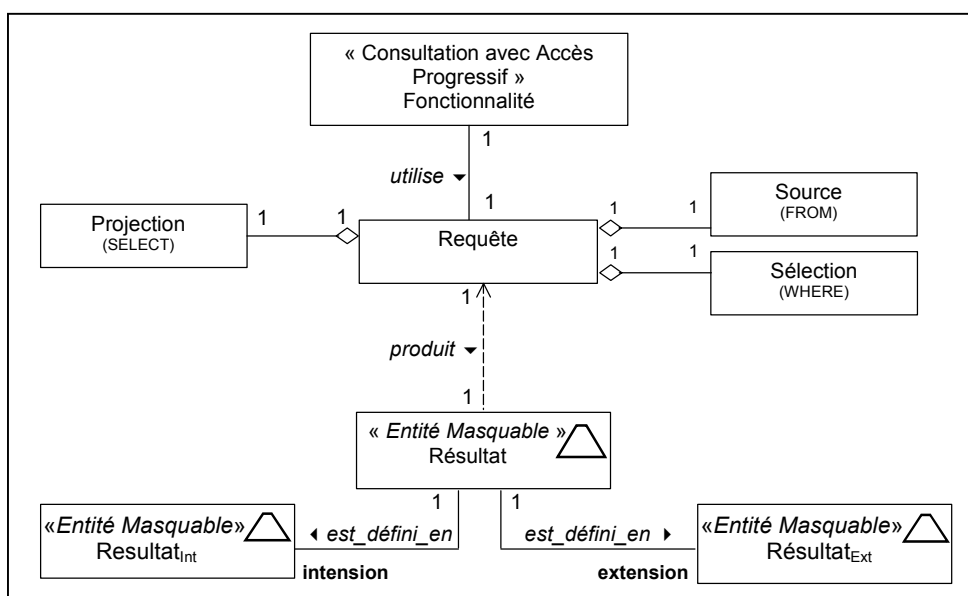 « Consultation avec Accès
Progressif »
Fonctionnalité
1
utilise
1
Projection
(SELECT)
1
1
Requête
1
1
Source
(FROM)
1
1
Sélection
(WHERE)
1
produit
1
« Entité Masquable »
Résultat
1
1
«Entité Masquable»
ResultatInt
est_défini_en
intension
est_défini_en
extension
«Entité Masquable»
RésultatExt